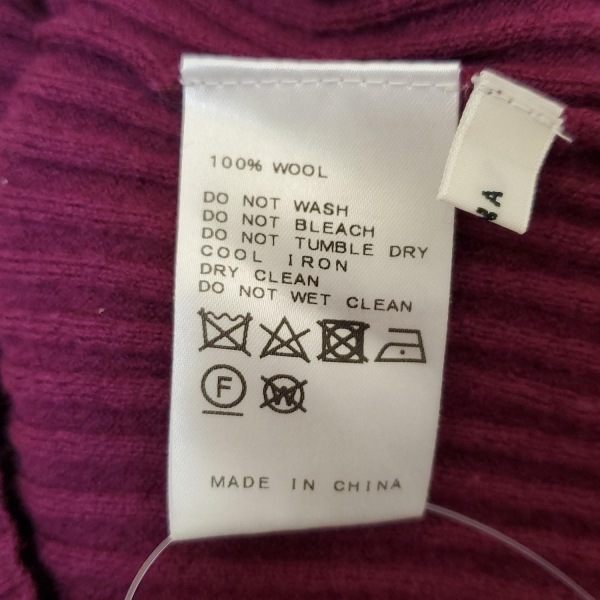 100% WOOL
DO NOT WASH
DO NOT BLEACH
DO NOT TUMBLE DRY
COOL IRON
DRY CLEAN
DO NOT WET CLEAN
F
W
MADE IN CHINA